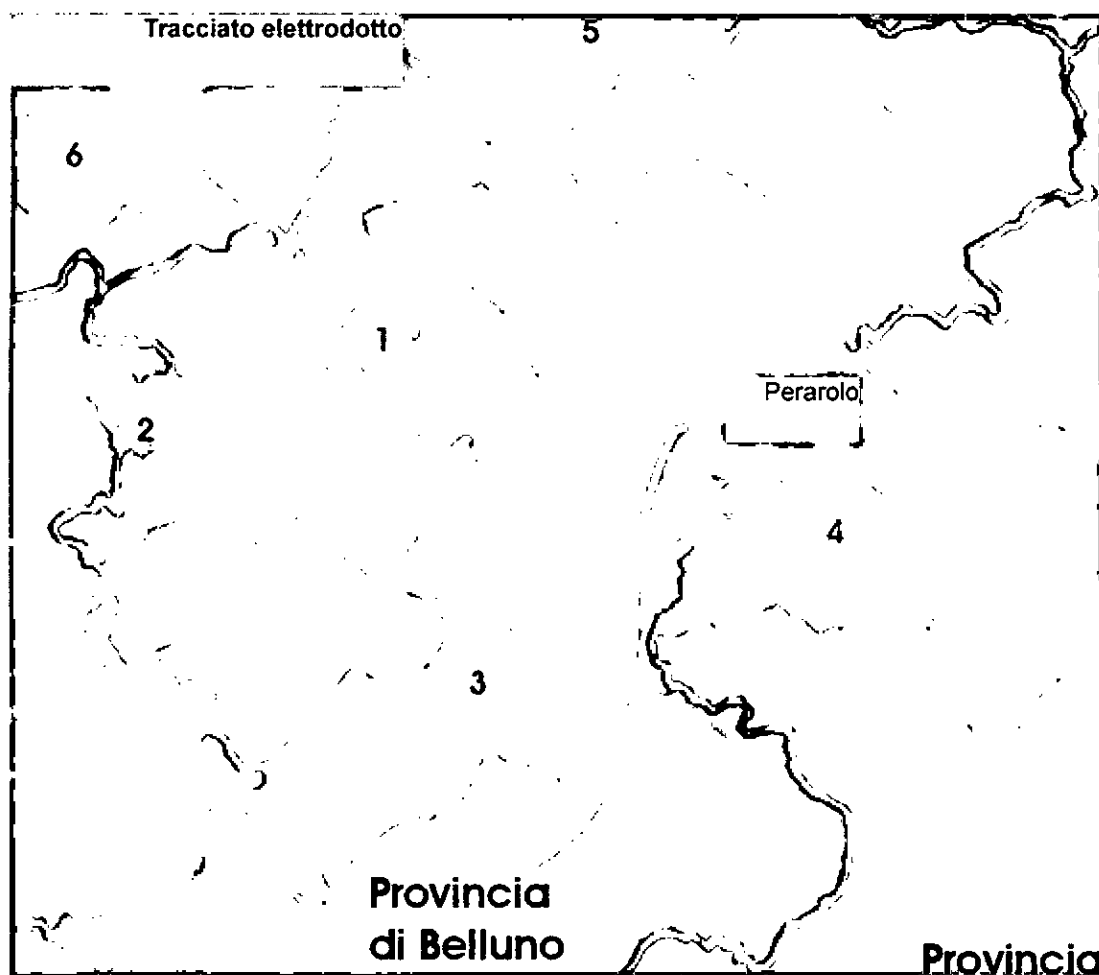 Tracciato elettrodotto
5
6
1
Perarolo
2
4
3
Provincia
di Belluno
Provincia